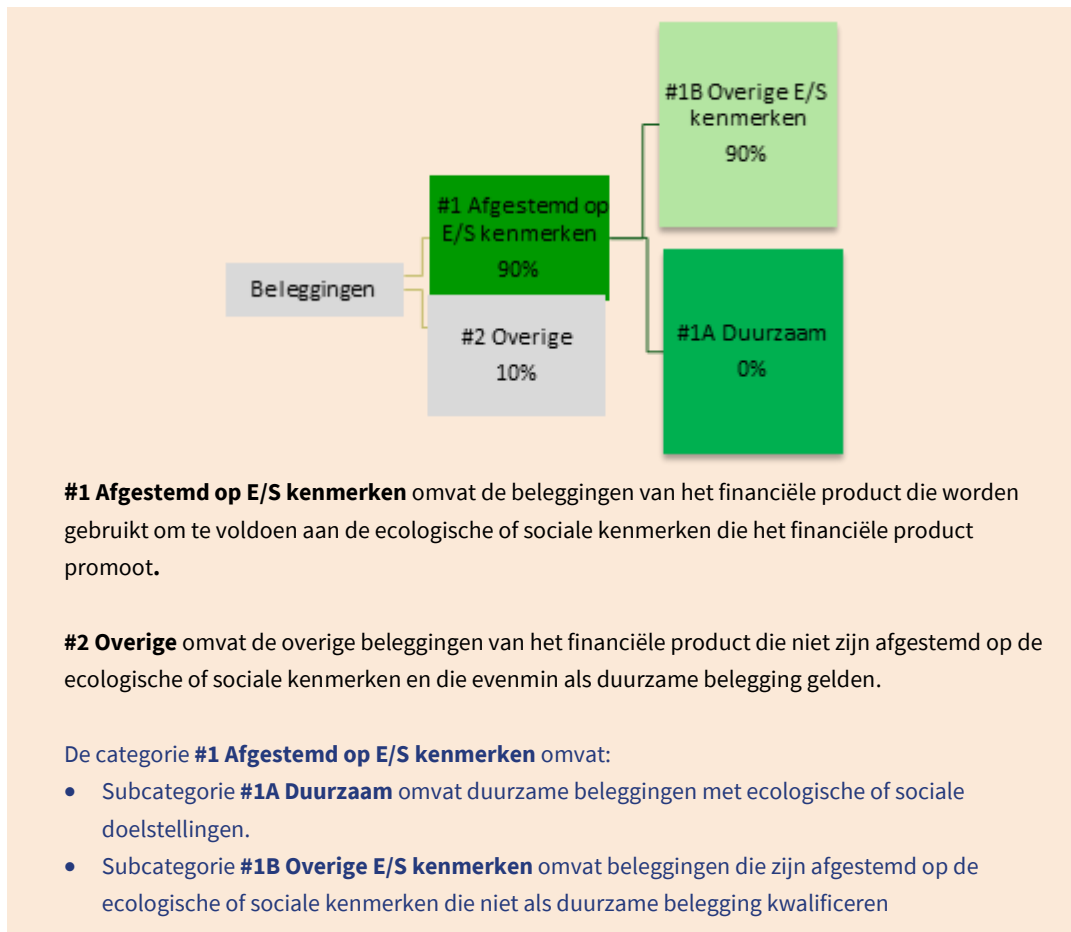 #1B Overige E/S
kenmerken
90%
#1 Afgestemd op
E/S kenmerken
90%
Beleggingen
#2 Overige
10%
#1A Duurzaam
0%
#1 Afgestemd op E/S kenmerken omvat de beleggingen van het financiële product die worden
gebruikt om te voldoen aan de ecologische of sociale kenmerken die het financiële product
promoot.
#2 Overige omvat de overige beleggingen van het financiële product die niet zijn afgestemd op de
ecologische of sociale kenmerken en die evenmin als duurzame belegging gelden.
De categorie #1 Afgestemd op E/S kenmerken omvat:
• Subcategorie #1A Duurzaam omvat duurzame beleggingen met ecologische of sociale
doelstellingen.
• Subcategorie #1B Overige E/S kenmerken omvat beleggingen die zijn afgestemd op de
ecologische of sociale kenmerken die niet als duurzame belegging kwalificeren